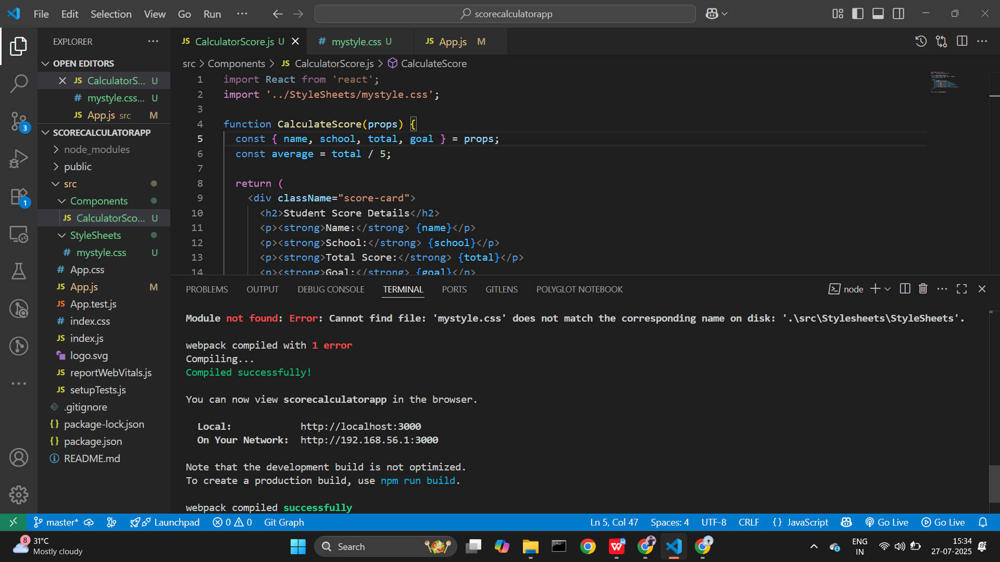 File Edit Selection View Go Run ···
scorecalculatorapp
EXPLORER
OPEN EDITORS
JS CalculatorS... U
# mystyle.css... U
JS App.js src M
SCORECALCULATORAPP
node_modules
public
src
Components
JS CalculatorSco... U
StyleSheets
# mystyle.css U
# App.css
JS App.js M
JS App.test.js
# index.css
JS index.js
logo.svg
JS reportWebVitals.js
JS setupTests.js
.gitignore
{} package-lock.json
{} package.json
README.md
3
1
JS CalculatorScore.js U
# mystyle.css U
JS App.js M
src > Components > JS CalculatorScore.js > CalculateScore
1 import React from 'react';
2 import '../StyleSheets/mystyle.css';
3
4 function CalculateScore(props) {
5 const { name, school, total, goal } = props;
6 const average = total / 5;
7
8 return (
9 <div className="score-card">
10 <h2>Student Score Details</h2>
11 <p><strong>Name:</strong> {name}</p>
12 <p><strong>School:</strong> {school}</p>
13 <p><strong>Total Score:</strong> {total}</p>
14 <p><strong>Goal:</strong> {goal}</p>
PROBLEMS OUTPUT DEBUG CONSOLE TERMINAL PORTS GITLENS POLYGLOT NOTEBOOK
node
Module not found: Error: Cannot find file: 'mystyle.css' does not match the corresponding name on disk: '.\src\Stylesheets\StyleSheets'.
webpack compiled with 1 error
Compiling...
Compiled successfully!
You can now view scorecalculatorapp in the browser.
Local: http://localhost:3000
On Your Network: http://192.168.56.1:3000
Note that the development build is not optimized.
To create a production build, use npm run build.
webpack compiled successfully
master* Launchpad 0 0 Git Graph
Ln 5, Col 47 Spaces: 4 UTF-8 CRLF {} JavaScript Go Live Go Live
8
31°C
Mostly cloudy
Search
ENG
IN
15:34
27-07-2025